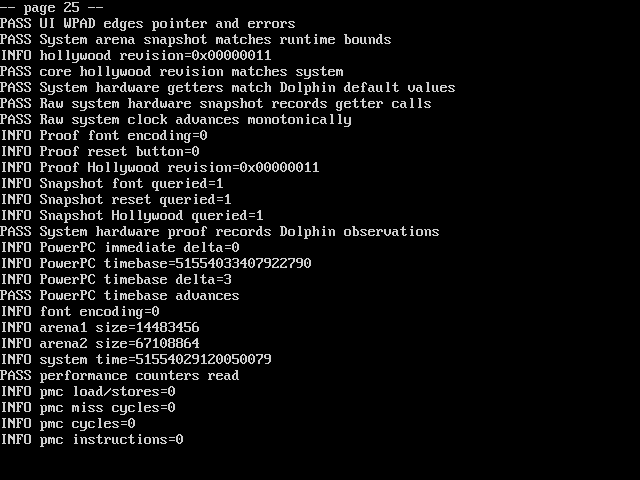 -- page 25 --
PASS UI WPAD edges pointer and errors
PASS System arena snapshot matches runtime bounds
INFO hollywood revision=0x00000011
PASS core hollywood revision matches system
PASS System hardware getters match Dolphin default values
PASS Raw system hardware snapshot records getter calls
PASS Raw system clock advances monotonically
INFO Proof font encoding=0
INFO Proof reset button=0
INFO Proof Hollywood revision=0x00000011
INFO Snapshot font queried=1
INFO Snapshot reset queried=1
INFO Snapshot Hollywood queried=1
PASS System hardware proof records Dolphin observations
INFO PowerPC immediate delta=0
INFO PowerPC timebase=51554033407922790
INFO PowerPC timebase delta=3
PASS PowerPC timebase advances
INFO font encoding=0
INFO arena1 size=14483456
INFO arena2 size=67108864
INFO system time=51554029120050079
PASS performance counters read
INFO pmc load/stores=0
INFO pmc miss cycles=0
INFO pmc cycles=0
INFO pmc instructions=0